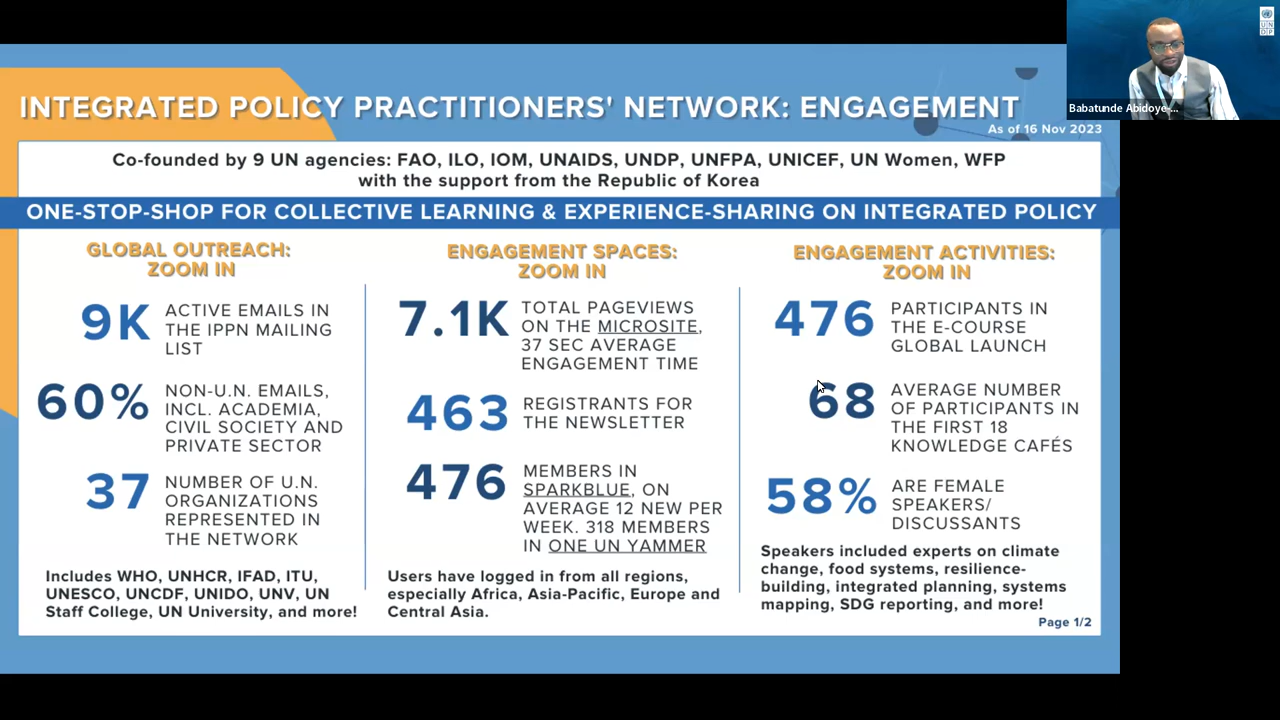 INTEGRATED POLICY PRACTITIONERS' NETWORK: ENGAGEMENT
As of 16 Nov 2023
Co-founded by 9 UN agencies: FAO, ILO, IOM, UNAIDS, UNDP, UNFPA, UNICEF, UN Women, WFP
with the support from the Republic of Korea
ONE-STOP-SHOP FOR COLLECTIVE LEARNING & EXPERIENCE-SHARING ON INTEGRATED POLICY
GLOBAL OUTREACH:
ZOOM IN
9K
ACTIVE EMAILS IN
THE IPPN MAILING
LIST
60%
NON-U.N. EMAILS,
INCL. ACADEMIA,
CIVIL SOCIETY AND
PRIVATE SECTOR
37
NUMBER OF U.N.
ORGANIZATIONS
REPRESENTED IN
THE NETWORK
Includes WHO, UNHCR, IFAD, ITU,
UNESCO, UNCDF, UNIDO, UNV, UN
Staff College, UN University, and more!
ENGAGEMENT SPACES:
ZOOM IN
7.1K
TOTAL PAGEVIEWS
ON THE MICROSITE,
37 SEC AVERAGE
ENGAGEMENT TIME
463
REGISTRANTS FOR
THE NEWSLETTER
476
MEMBERS IN
SPARKBLUE, ON
AVERAGE 12 NEW PER
WEEK. 318 MEMBERS
IN ONE UN YAMMER
Users have logged in from all regions,
especially Africa, Asia-Pacific, Europe and
Central Asia.
ENGAGEMENT ACTIVITIES:
ZOOM IN
476
PARTICIPANTS IN
THE E-COURSE
GLOBAL LAUNCH
68
AVERAGE NUMBER
OF PARTICIPANTS IN
THE FIRST 18
KNOWLEDGE CAFÉS
58%
ARE FEMALE
SPEAKERS/
DISCUSSANTS
Speakers included experts on climate
change, food systems, resilience-
building, integrated planning, systems
mapping, SDG reporting, and more!
Page 1/2
Babatunde Abidoye-...
UN
DP